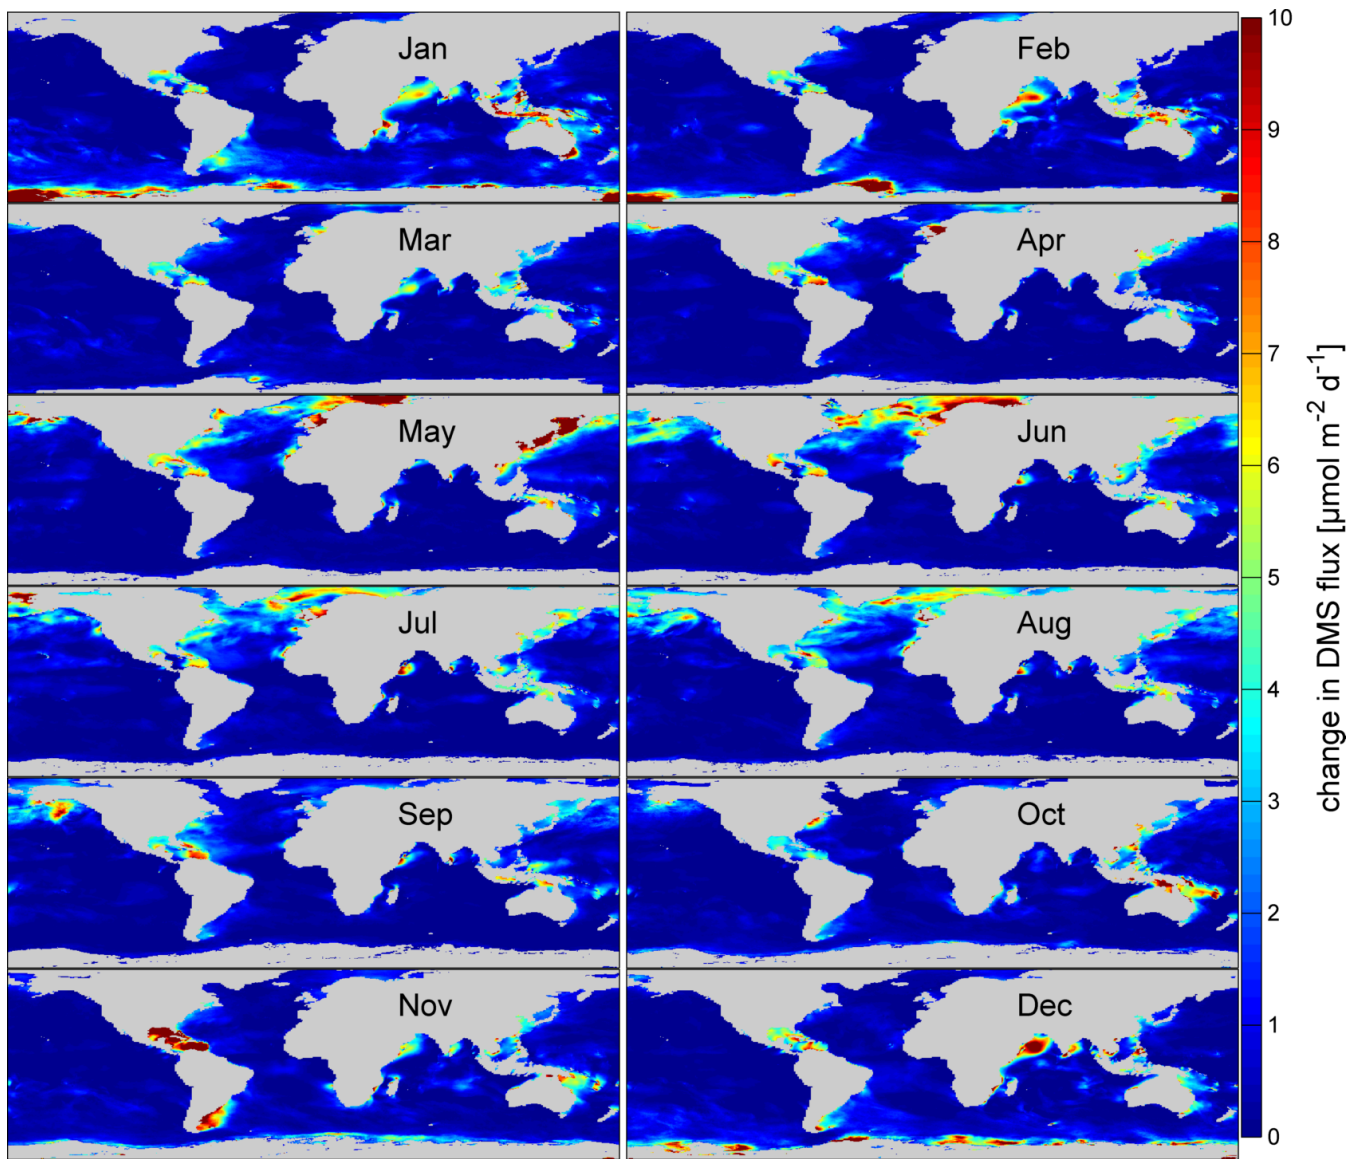 Jan
Feb
Mar
Apr
May
Jun
Jul
Aug
Sep
Oct
Nov
Dec
10
9
8
7
6
5
4
3
2
1
0
change in DMS flux [µmol m⁻² d⁻¹]